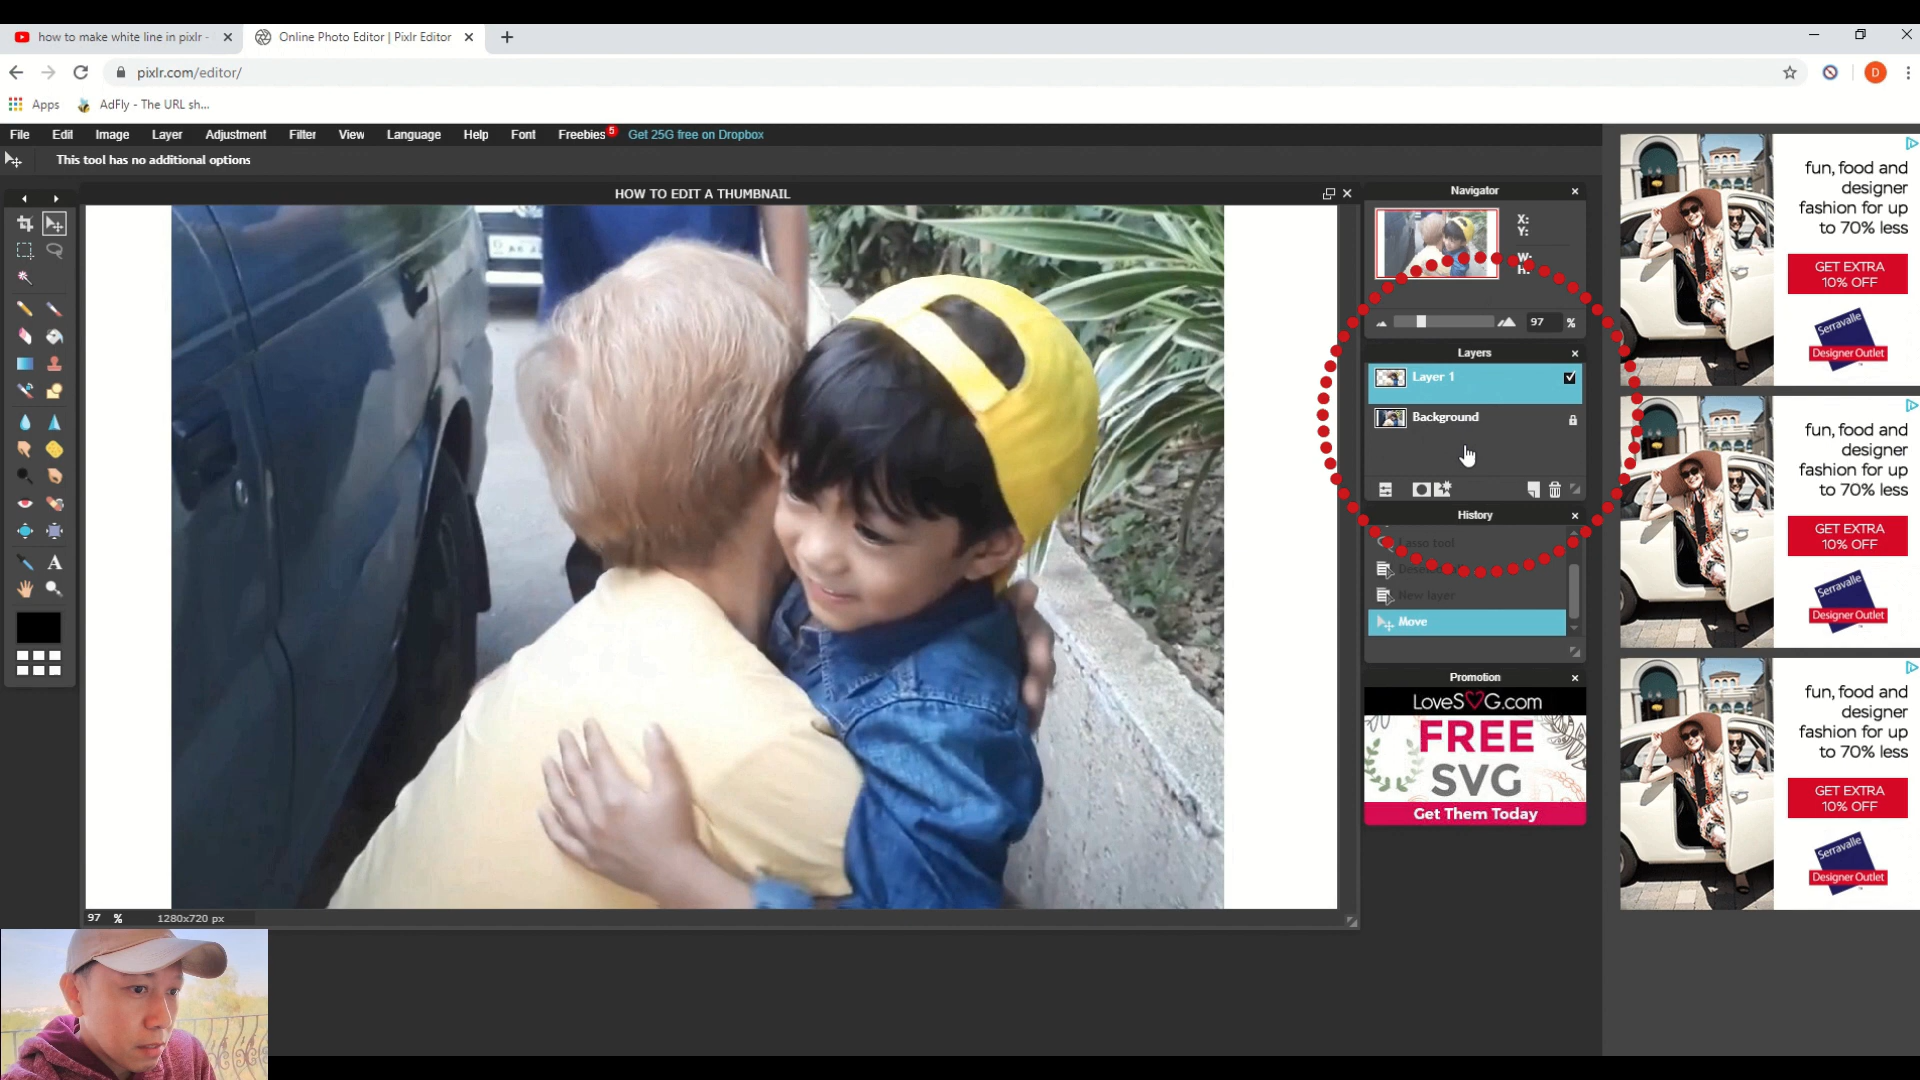 how to make white line in pixlr -
Online Photo Editor | Pixlr Editor
pixlr.com/editor/
D
Apps
AdFly - The URL sh...
File Edit Image Layer Adjustment Filter View Language Help Font Freebies 5 Get 25G free on Dropbox
This tool has no additional options
HOW TO EDIT A THUMBNAIL
Navigator
X:
Y:
W:
H:
97 %
Layers
Layer 1
Background
History
Lasso tool
New layer
Move
Promotion
LoveSVG.com
FREE
SVG
Get Them Today
97 % 1280x720 px
A
fun, food and
designer
fashion for up
to 70% less
GET EXTRA
10% OFF
Serravalle
Designer Outlet
fun, food and
designer
fashion for up
to 70% less
GET EXTRA
10% OFF
Serravalle
Designer Outlet
fun, food and
designer
fashion for up
to 70% less
GET EXTRA
10% OFF
Serravalle
Designer Outlet